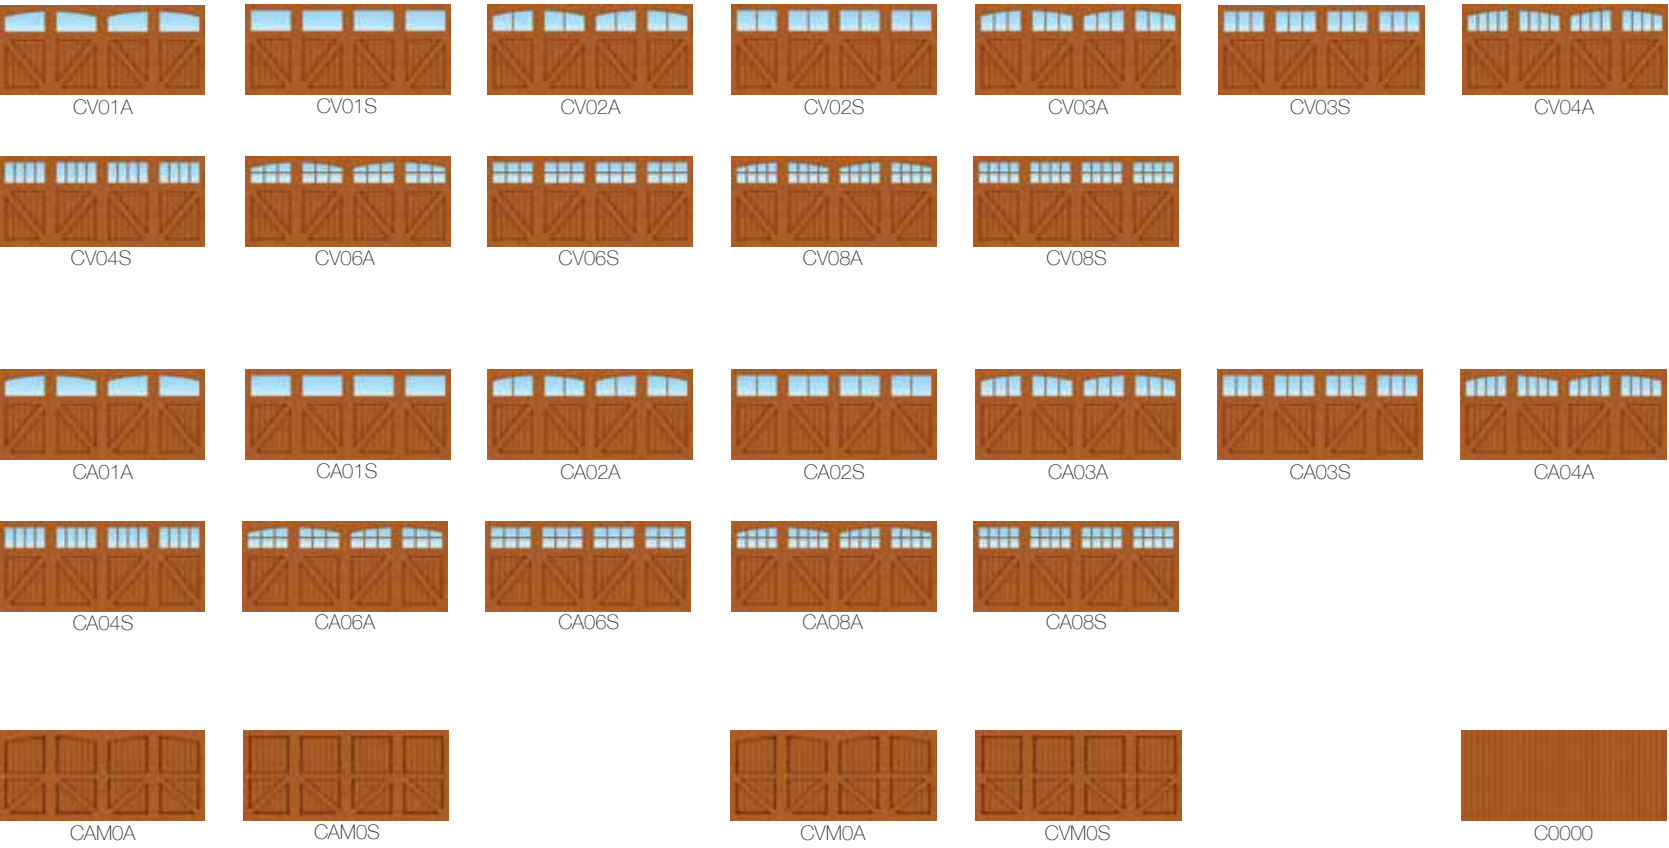 CV01A CV01S CV02A CV02S CV03A CV03S CV04A
CV04S CV06A CV06S CV08A CV08S
CA01A CA01S CA02A CA02S CA03A CA03S CA04A
CA04S CA06A CA06S CA08A CA08S
CAM0A CAM0S CVM0A CVM0S C0000